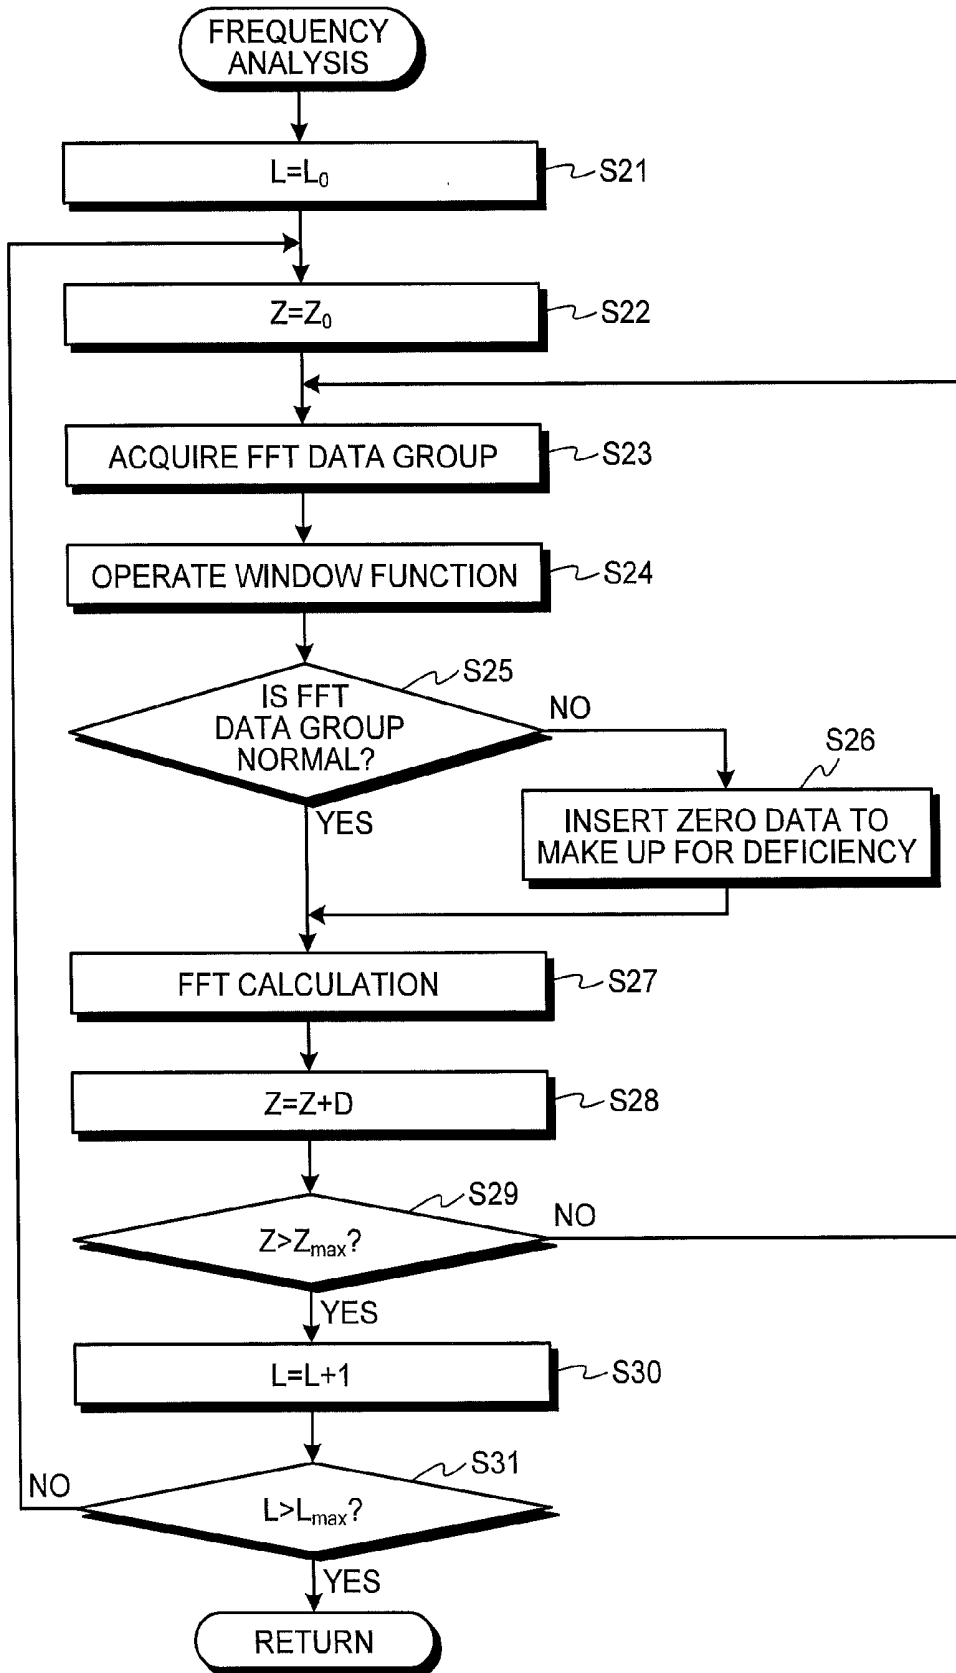 FREQUENCY
ANALYSIS
L=L₀
S21
Z=Z₀
S22
ACQUIRE FFT DATA GROUP
S23
OPERATE WINDOW FUNCTION
S24
S25
IS FFT
DATA GROUP
NORMAL?
NO
YES
S26
INSERT ZERO DATA TO
MAKE UP FOR DEFICIENCY
FFT CALCULATION
S27
Z=Z+D
S28
S29
Z>Zmax?
NO
YES
L=L+1
S30
S31
NO
L>Lmax?
YES
RETURN